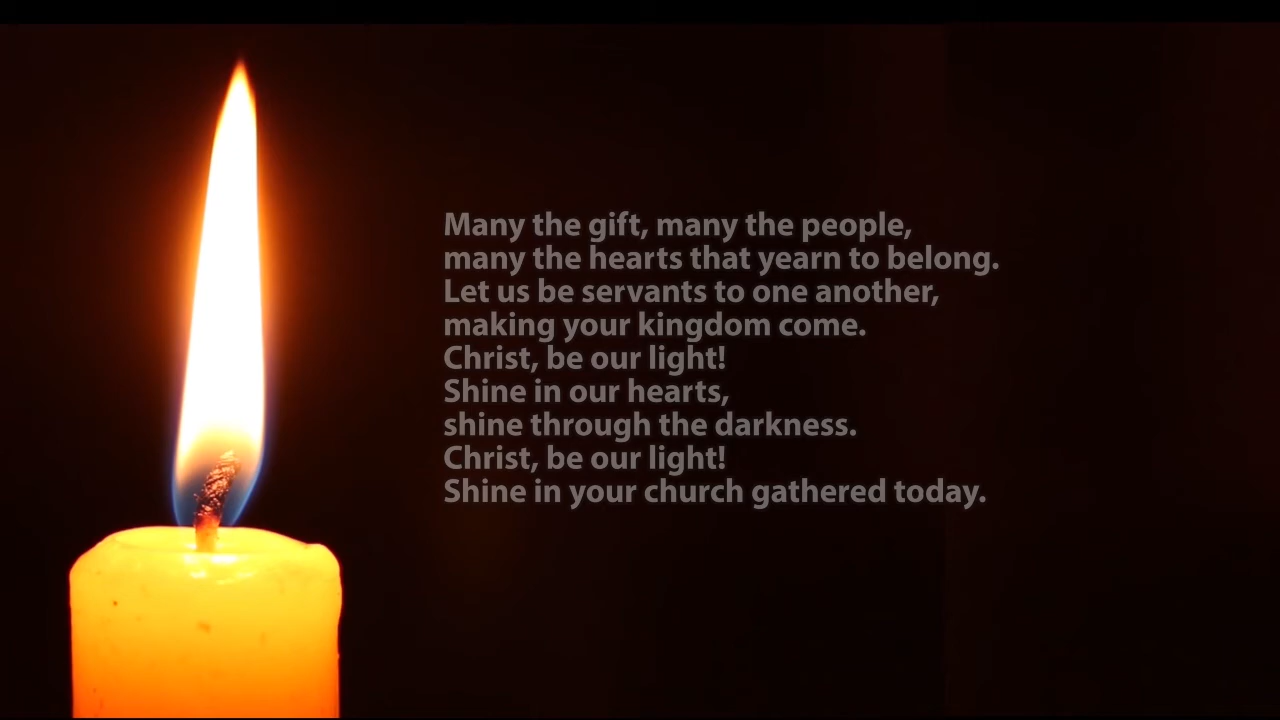 Many the gift, many the people,
many the hearts that yearn to belong.
Let us be servants to one another,
making your kingdom come.
Christ, be our light!
Shine in our hearts,
shine through the darkness.
Christ, be our light!
Shine in your church gathered today.